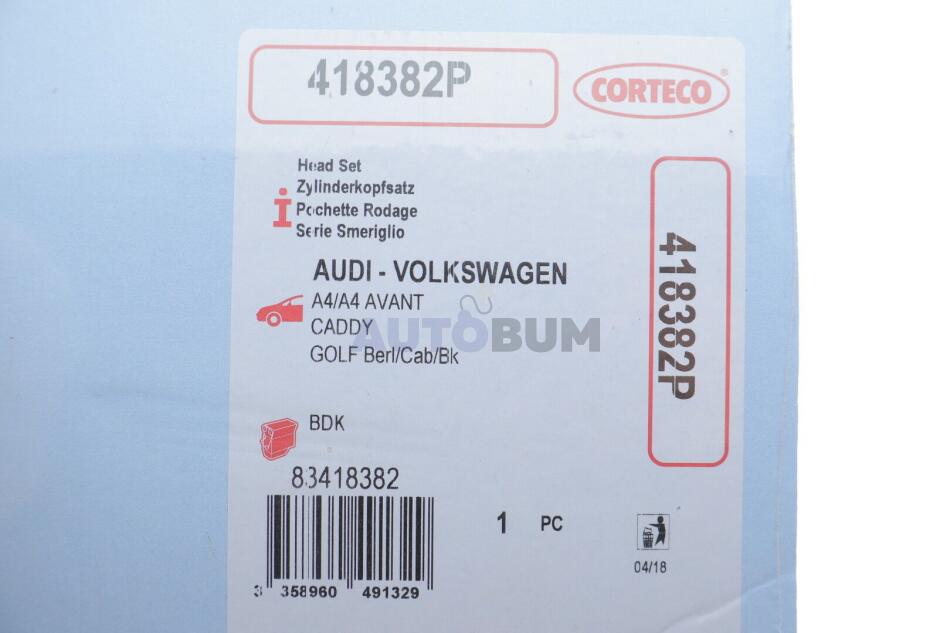 418382P
CORTECO®
Head Set
Zylinderkopfsatz
Pochette Rodage
Serie Smeriglio
AUDI - VOLKSWAGEN
A4/A4 AVANT
CADDY
GOLF Berl/Cab/Bk
AUTOBUM
418382P
BDK
83418382
1 PC
04/18
3 358960 491329